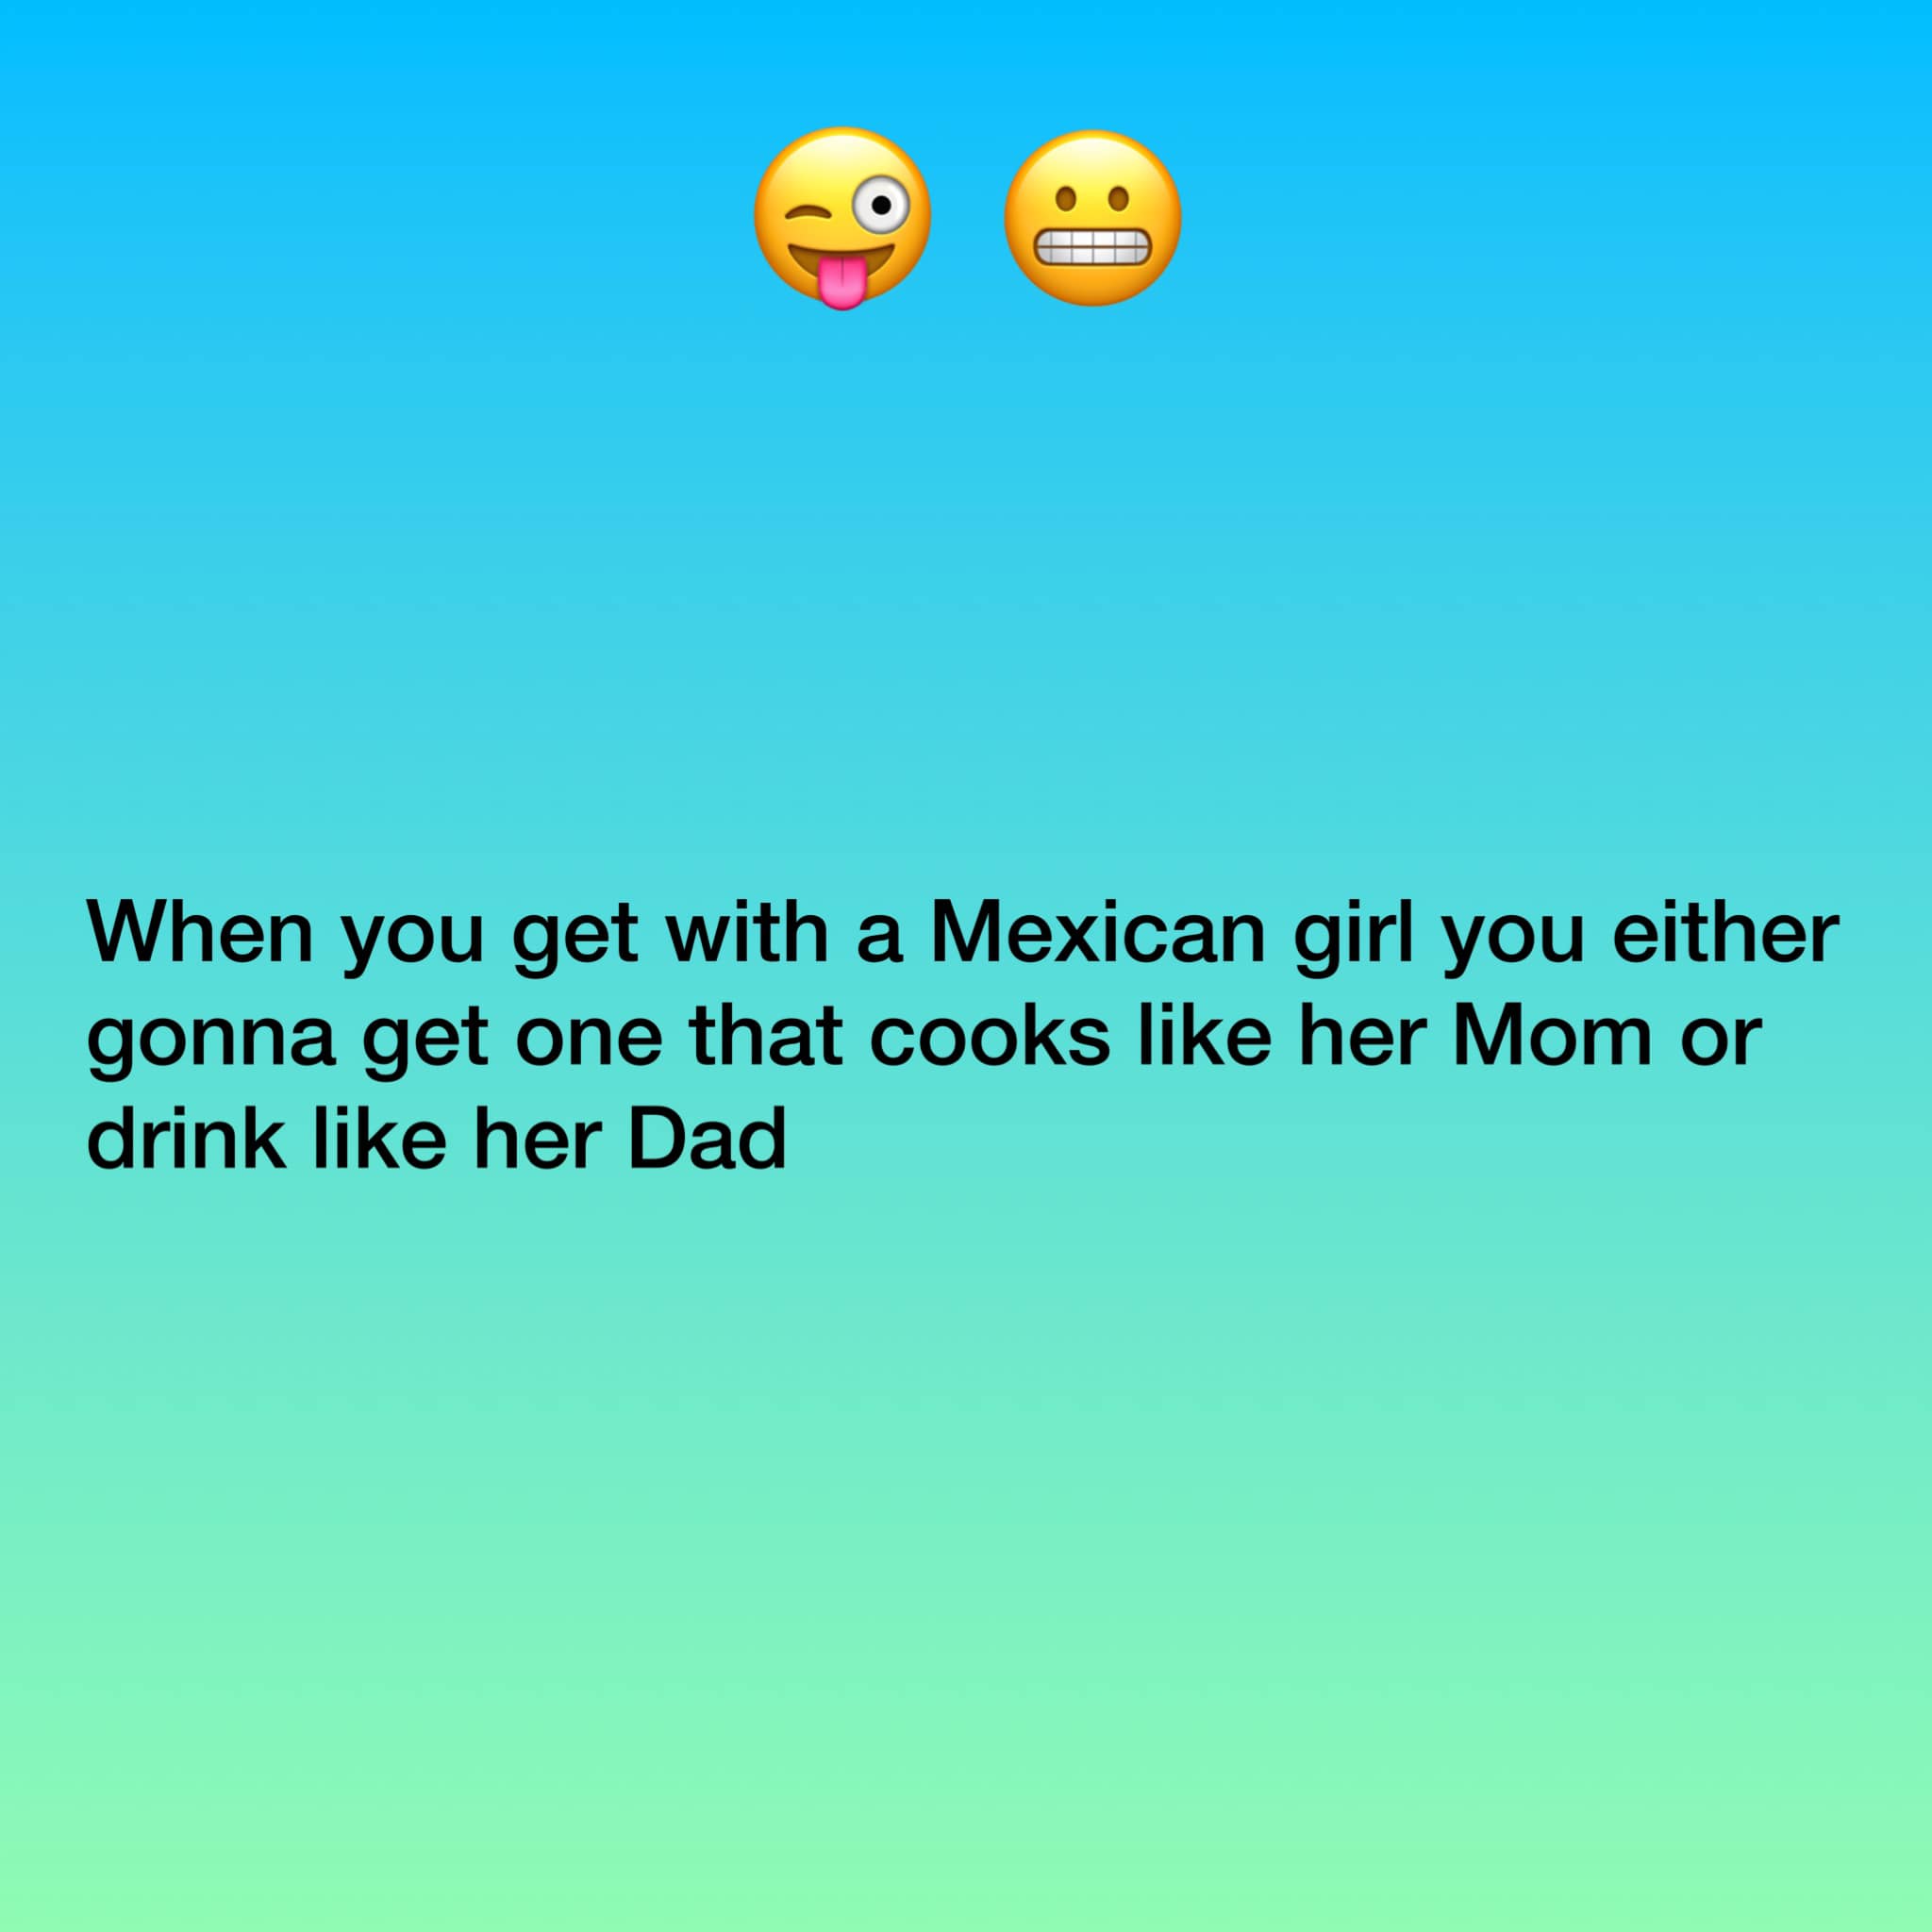 😜 😬
When you get with a Mexican girl you either
gonna get one that cooks like her Mom or
drink like her Dad